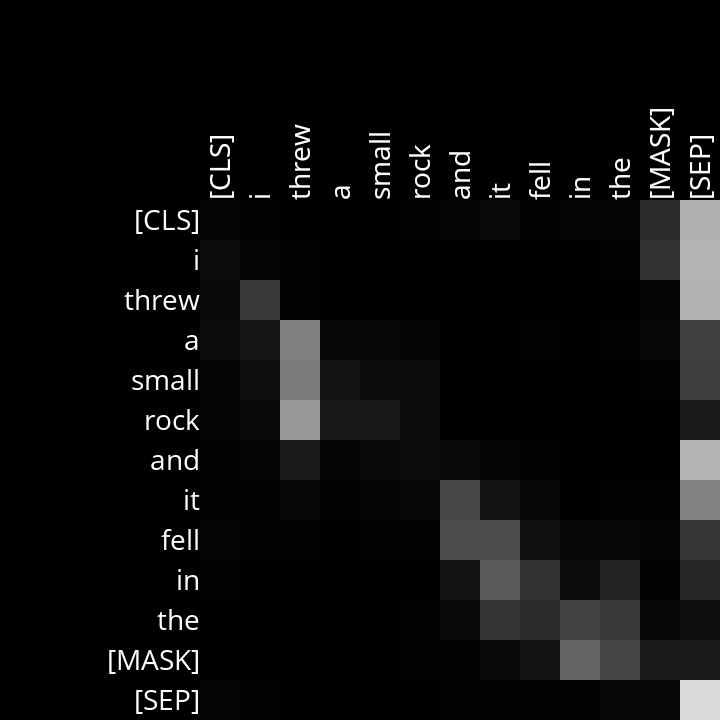 [CLS] i threw a small rock and it fell in the [MASK] [SEP]
[CLS]
i
threw
a
small
rock
and
it
fell
in
the
[MASK]
[SEP]